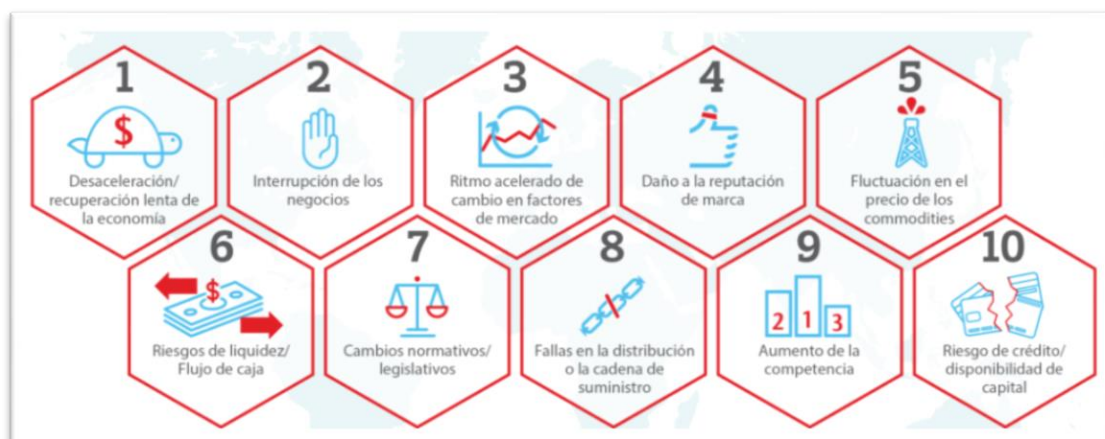 1
$
Desaceleración/
recuperación lenta de
la economía
2
Interrupción de los
negocios
3
Ritmo acelerado de
cambio en factores
de mercado
4
Daño a la reputación
de marca
5
Fluctuación en el
precio de los
commodities
6
$
Riesgos de liquidez/
Flujo de caja
7
Cambios normativos/
legislativos
8
Fallas en la distribución
o la cadena de
suministro
9
2 1 3
Aumento de la
competencia
10
Riesgo de crédito/
disponibilidad de
capital